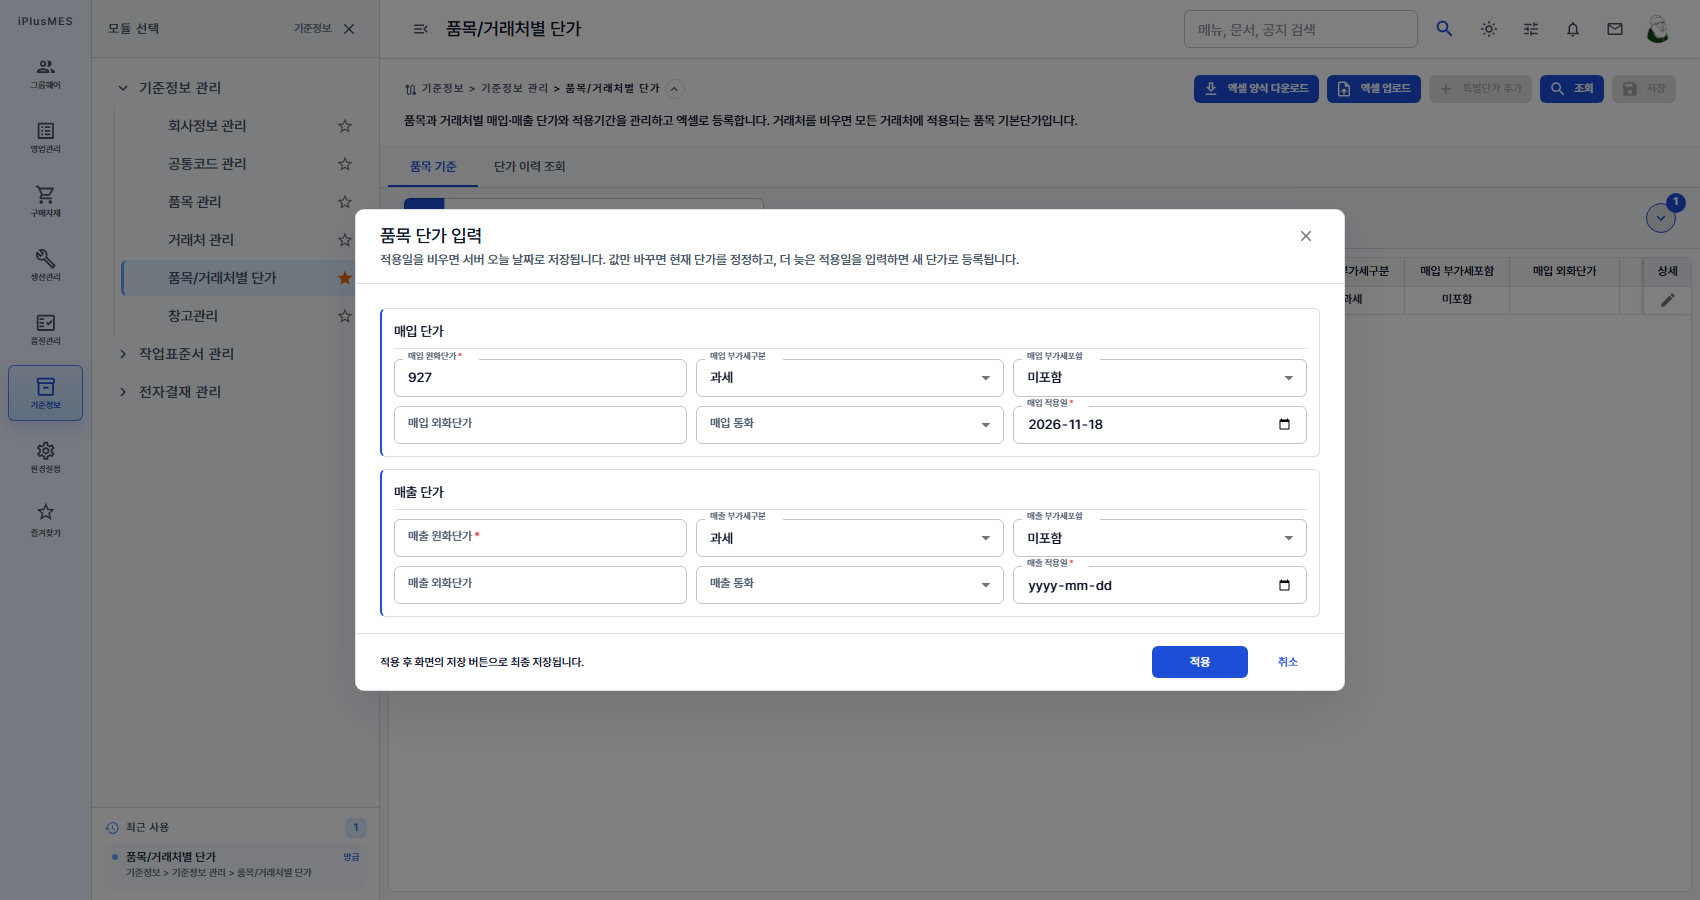 iPlusMES
그룹웨어
영업관리
구매자재
생산관리
품질관리
기준정보
환경설정
즐겨찾기
모듈 선택
기준정보
기준정보 관리
회사정보 관리
공통코드 관리
품목 관리
거래처 관리
품목/거래처별 단가
창고관리
작업표준서 관리
전자결재 관리
최근 사용
1
품목/거래처별 단가
방금
기준정보 > 기준정보 관리 > 품목/거래처별 단가
품목/거래처별 단가
메뉴, 문서, 공지 검색
기준정보 > 기준정보 관리 > 품목/거래처별 단가
엑셀 양식 다운로드
엑셀 업로드
특별단가 추가
조회
저장
품목과 거래처별 매입·매출 단가와 적용기간을 관리하고 엑셀로 등록합니다. 거래처를 비우면 모든 거래처에 적용되는 품목 기본단가입니다.
품목 기준
단가 이력 조회
1
부가세구분
매입 부가세포함
매입 외화단가
상세
과세
미포함
품목 단가 입력
적용일을 비우면 서버 오늘 날짜로 저장됩니다. 값만 바꾸면 현재 단가를 정정하고, 더 늦은 적용일을 입력하면 새 단가로 등록됩니다.
매입 단가
매입 원화단가 *
927
매입 부가세구분
과세
매입 부가세포함
미포함
매입 외화단가
매입 통화
매입 적용일 *
2026-11-18
매출 단가
매출 원화단가 *
매출 부가세구분
과세
매출 부가세포함
미포함
매출 외화단가
매출 통화
매출 적용일 *
yyyy-mm-dd
적용 후 화면의 저장 버튼으로 최종 저장됩니다.
적용
취소